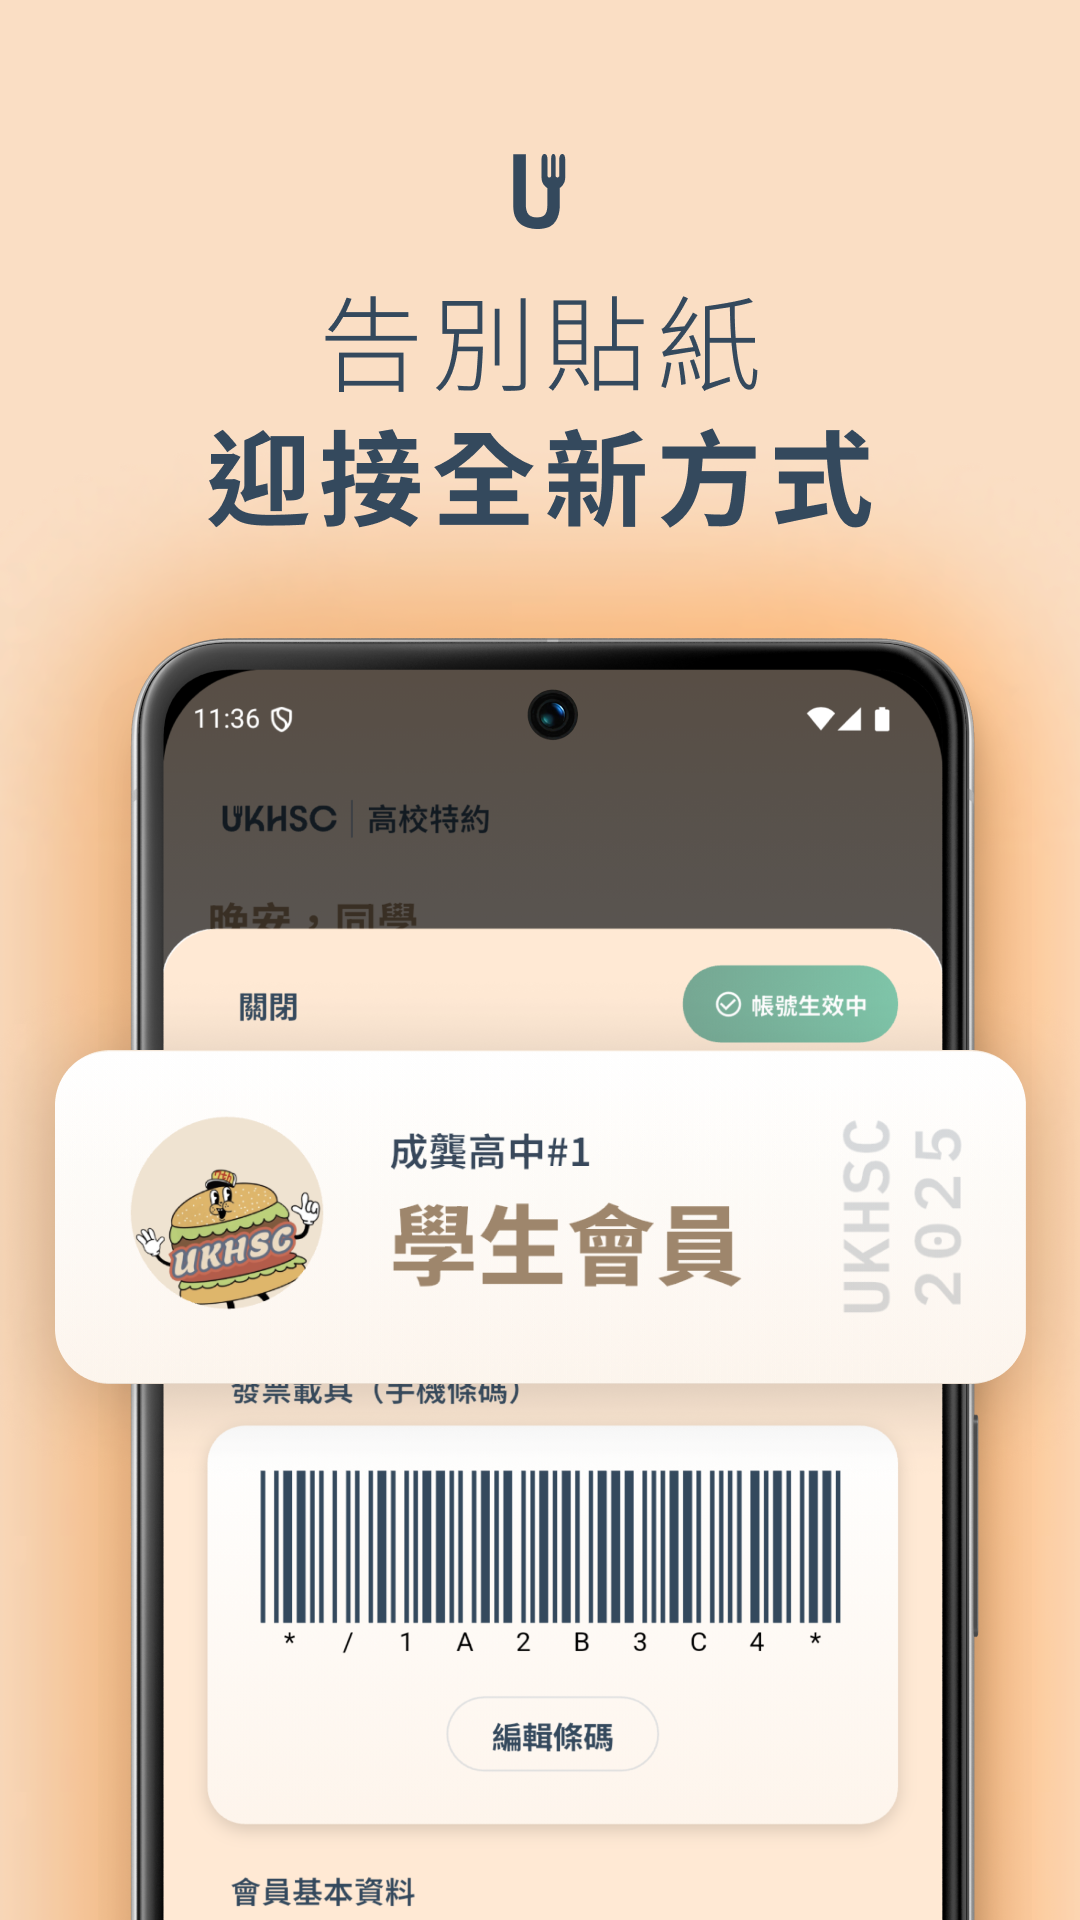 告別貼紙
迎接全新方式
11:36
UKHSC | 高校特約
晚安，同學
關閉
帳號生效中
成龔高中#1
學生會員
UKHSC
2025
UKHSC
發票載具（手機條碼）
* / 1 A 2 B 3 C 4 *
編輯條碼
會員基本資料